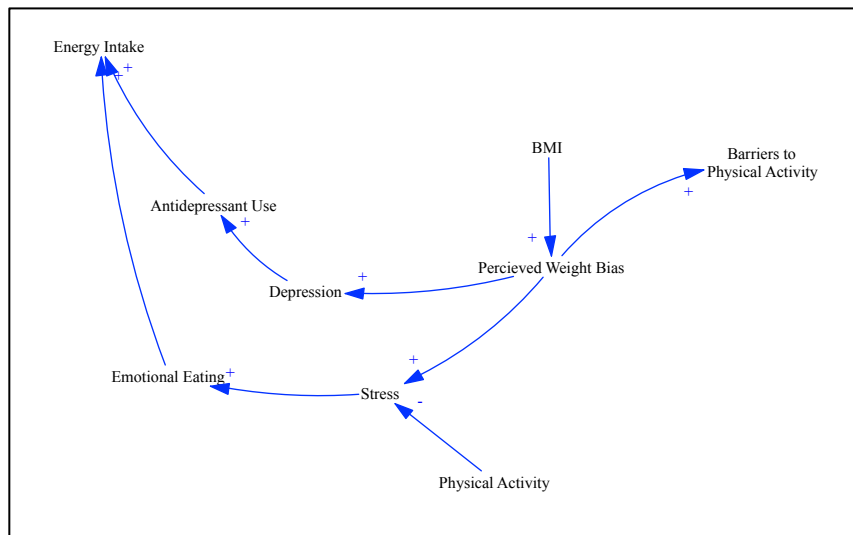 Energy Intake
+
+
BMI
Barriers to
Physical Activity
+
Antidepressant Use
+
+
Percieved Weight Bias
+
Depression
+
Emotional Eating
+
Stress
-
Physical Activity